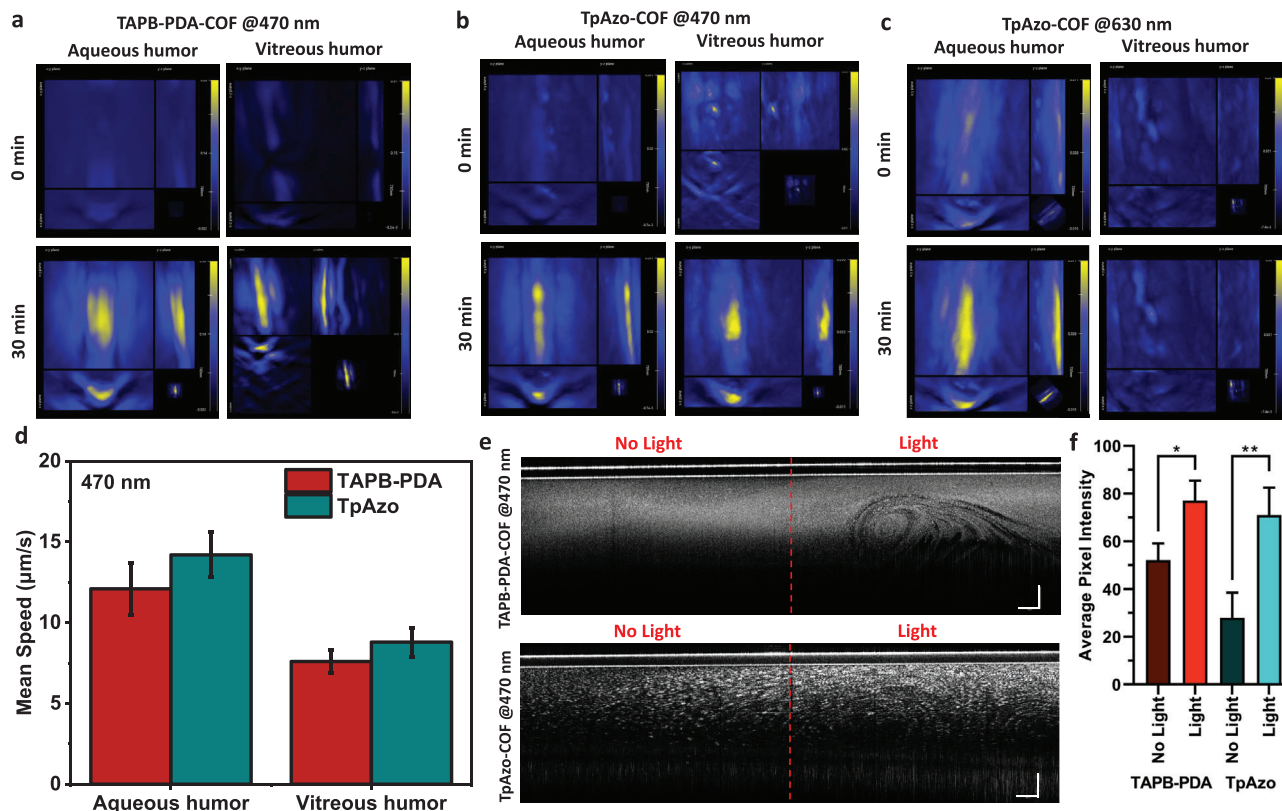 a
TAPB-PDA-COF @470 nm
Aqueous humor
Vitreous humor
0 min
30 min
b
TpAzo-COF @470 nm
Aqueous humor
Vitreous humor
0 min
30 min
c
TpAzo-COF @630 nm
Aqueous humor
Vitreous humor
0 min
30 min
d
470 nm
TAPB-PDA
TpAzo
Mean Speed (μm/s)
20
15
10
5
0
Aqueous humor
Vitreous humor
e
No Light
Light
TAPB-PDA-COF @470 nm
No Light
Light
TpAzo-COF @470 nm
f
Average Pixel Intensity
100
80
60
40
20
0
*
**
No Light
Light
No Light
Light
TAPB-PDA
TpAzo